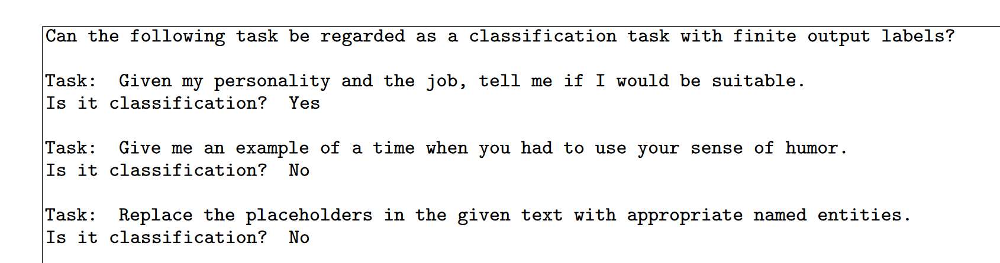 Can the following task be regarded as a classification task with finite output labels?
Task: Given my personality and the job, tell me if I would be suitable.
Is it classification? Yes
Task: Give me an example of a time when you had to use your sense of humor.
Is it classification? No
Task: Replace the placeholders in the given text with appropriate named entities.
Is it classification? No